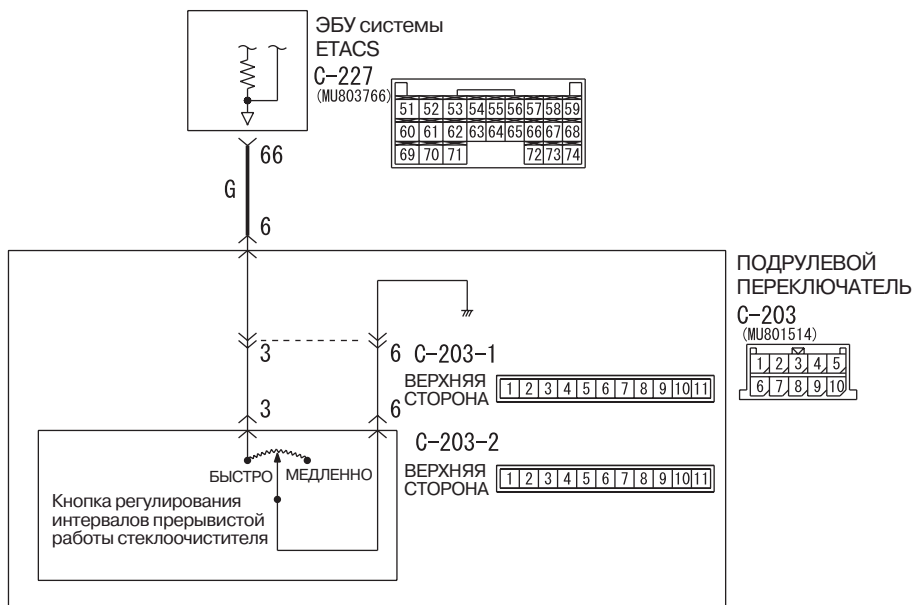 ЭБУ системы
ETACS
C-227
(MU803766)
51 52 53 54 55 56 57 58 59
60 61 62 63 64 65 66 67 68
69 70 71 72 73 74
66
G
6
ПОДРУЛЕВОЙ
ПЕРЕКЛЮЧАТЕЛЬ
C-203
(MU801514)
1 2 3 4 5
6 7 8 9 10
3
6 C-203-1
ВЕРХНЯЯ
СТОРОНА
1 2 3 4 5 6 7 8 9 10 11
3
6
C-203-2
ВЕРХНЯЯ
СТОРОНА
1 2 3 4 5 6 7 8 9 10 11
БЫСТРО МЕДЛЕННО
Кнопка регулирования
интервалов прерывистой
работы стеклоочистителя